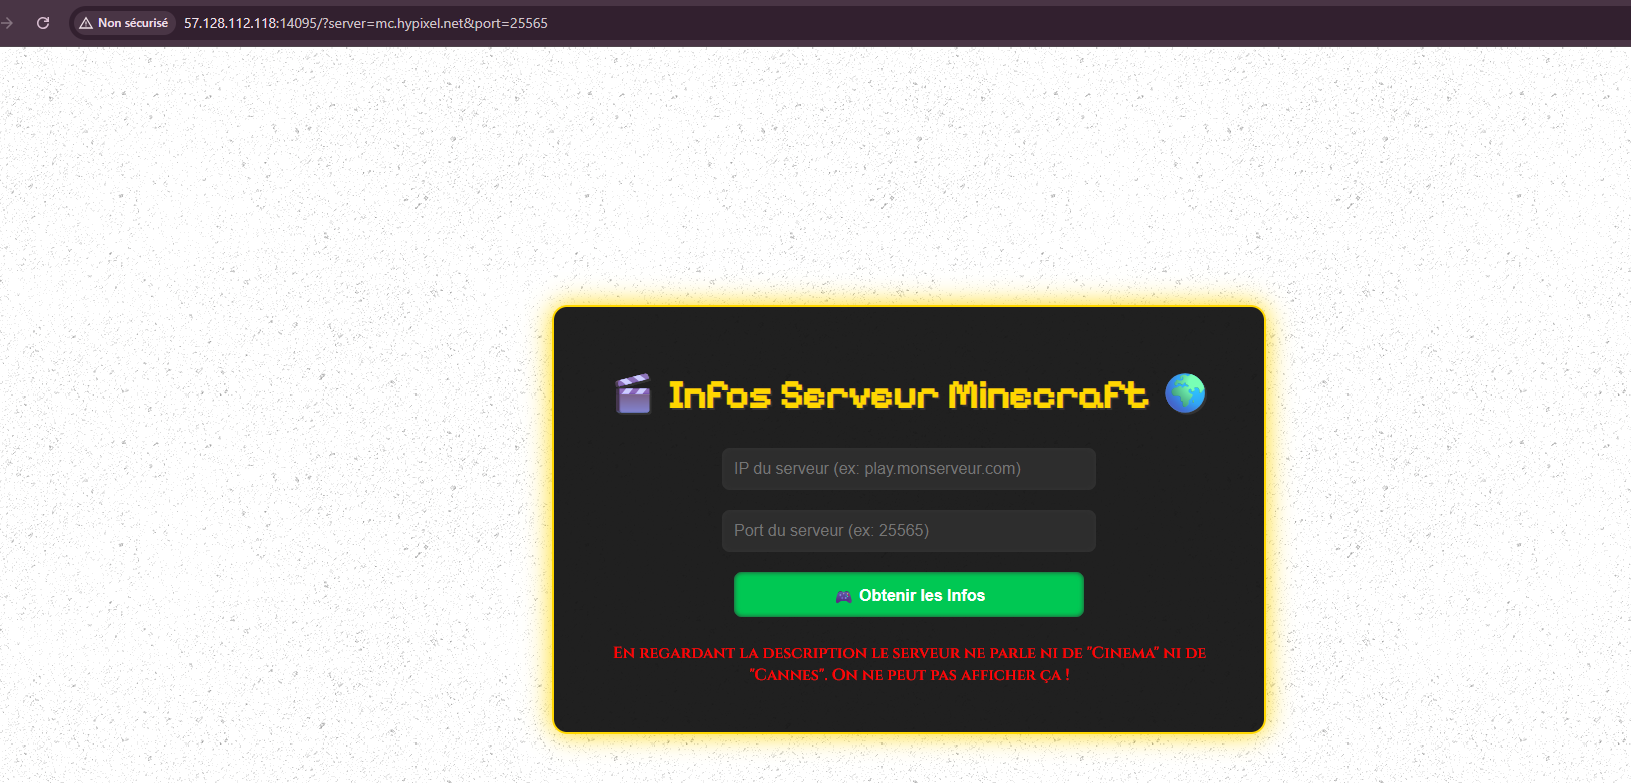 Non sécurisé 57.128.112.118:14095/?server=mc.hypixel.net&port=25565
Infos Serveur Minecraft
IP du serveur (ex: play.monserveur.com)
Port du serveur (ex: 25565)
Obtenir les Infos
En regardant la description le serveur ne parle ni de "Cinema" ni de
"Cannes". On ne peut pas afficher ça !